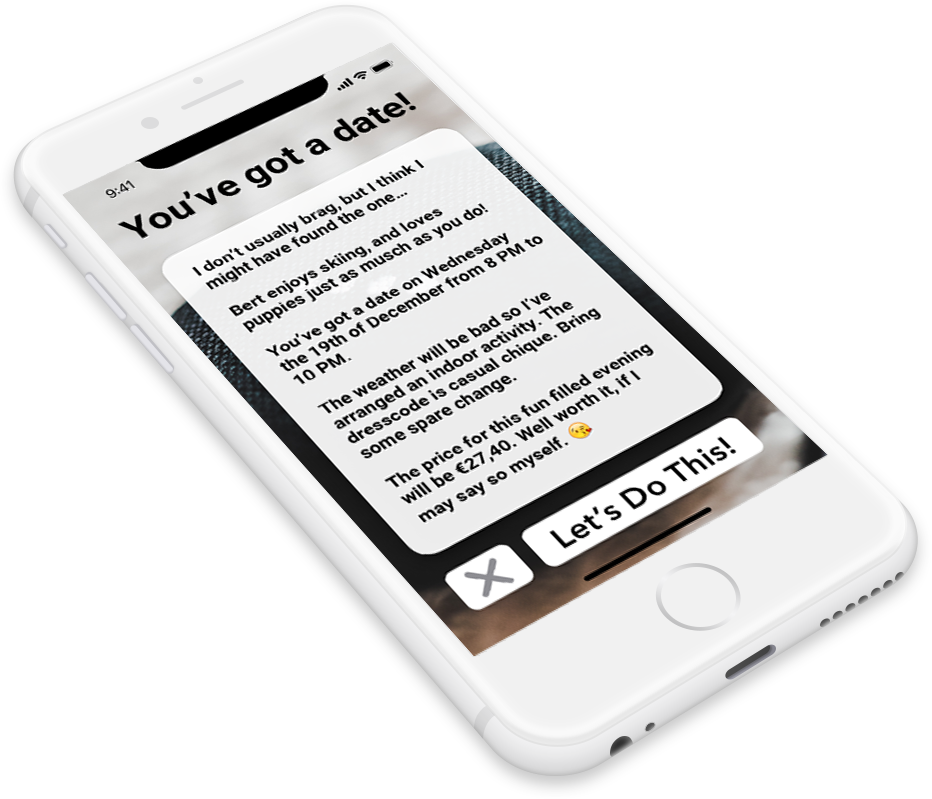 9:41
You've got a date!
I don't usually brag, but I think I
might have found the one...
Bert enjoys skiing, and loves
puppies just as musch as you do!
You've got a date on Wednesday
the 19th of December from 8 PM to
10 PM.
The weather will be bad so I've
arranged an indoor activity. The
dresscode is casual chique. Bring
some spare change.
The price for this fun filled evening
will be €27,40. Well worth it, if I
may say so myself. 😘
Let's Do This!